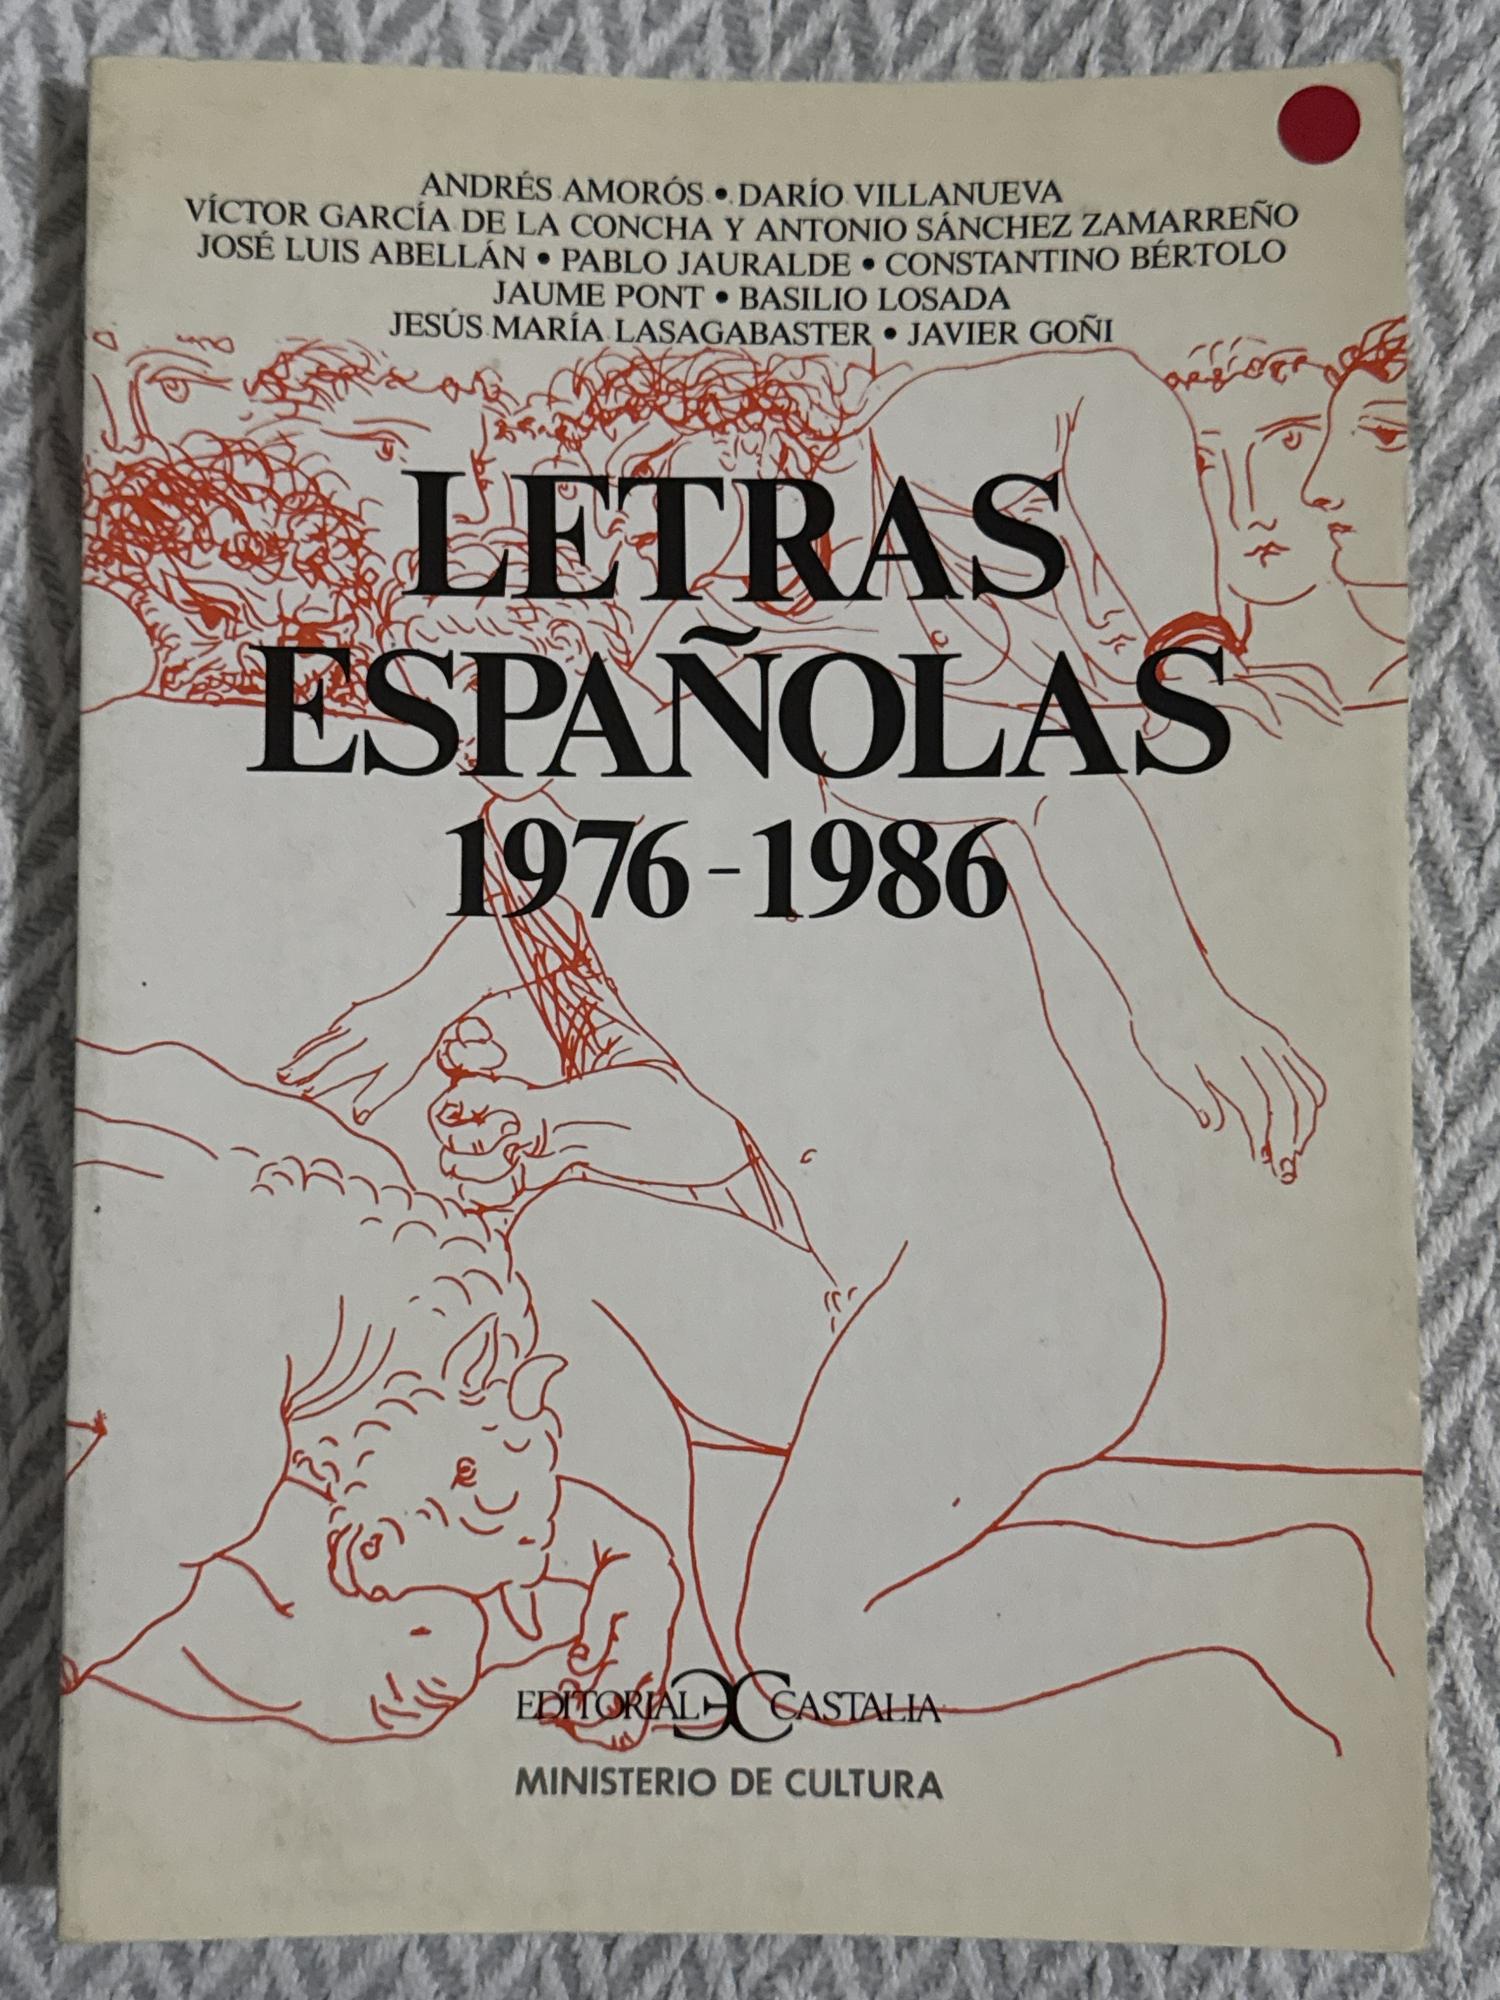 ANDRÉS AMORÓS • DARÍO VILLANUEVA
VÍCTOR GARCÍA DE LA CONCHA Y ANTONIO SÁNCHEZ ZAMARREÑO
JOSÉ LUIS ABELLÁN • PABLO JAURALDE • CONSTANTINO BÉRTOLO
JAUME PONT • BASILIO LOSADA
JESÚS MARÍA LASAGABASTER • JAVIER GOÑI
LETRAS
ESPAÑOLAS
1976-1986
EDITORIAL CASTALIA
MINISTERIO DE CULTURA